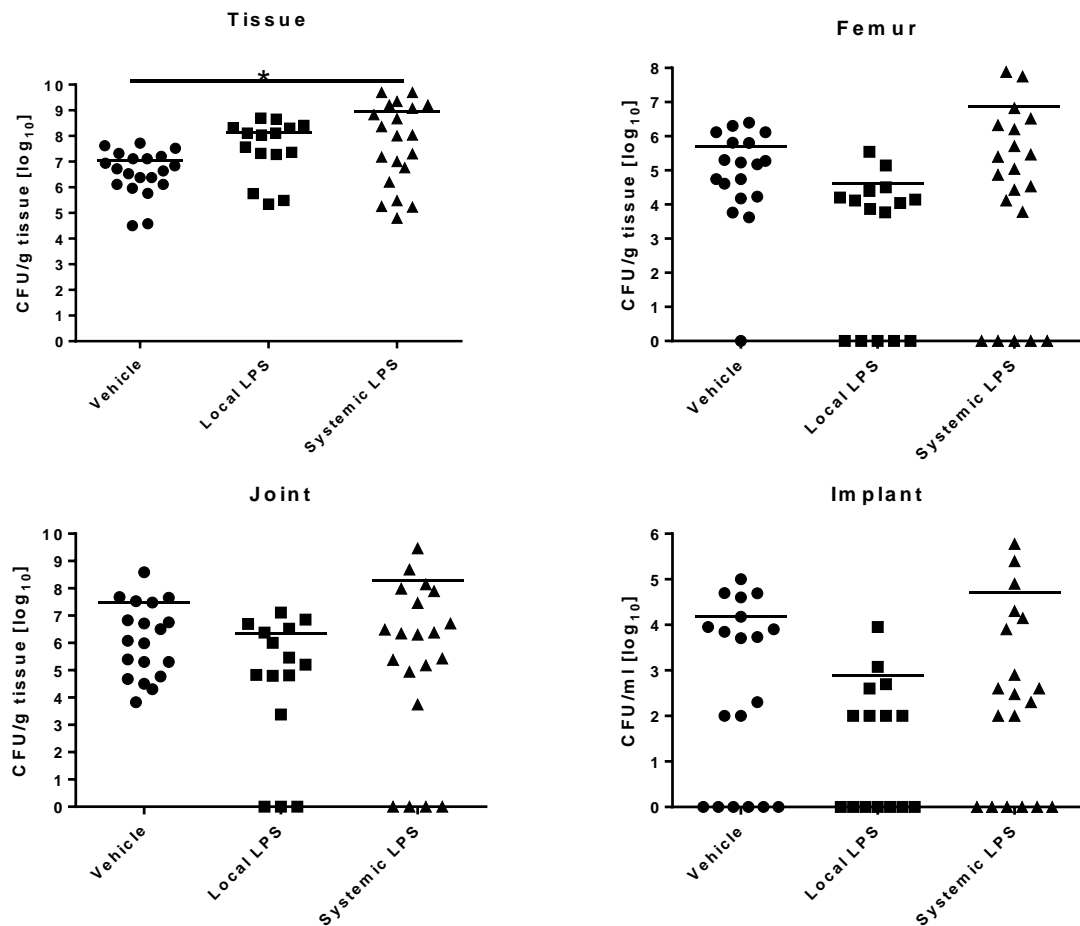 Tissue
*
CFU/g tissue [log10]
10
9
8
7
6
5
4
3
2
1
0
Vehicle
Local LPS
Systemic LPS
Femur
CFU/g tissue [log10]
8
7
6
5
4
3
2
1
0
Vehicle
Local LPS
Systemic LPS
Joint
CFU/g tissue [log10]
10
9
8
7
6
5
4
3
2
1
0
Vehicle
Local LPS
Systemic LPS
Implant
CFU/ml [log10]
6
5
4
3
2
1
0
Vehicle
Local LPS
Systemic LPS